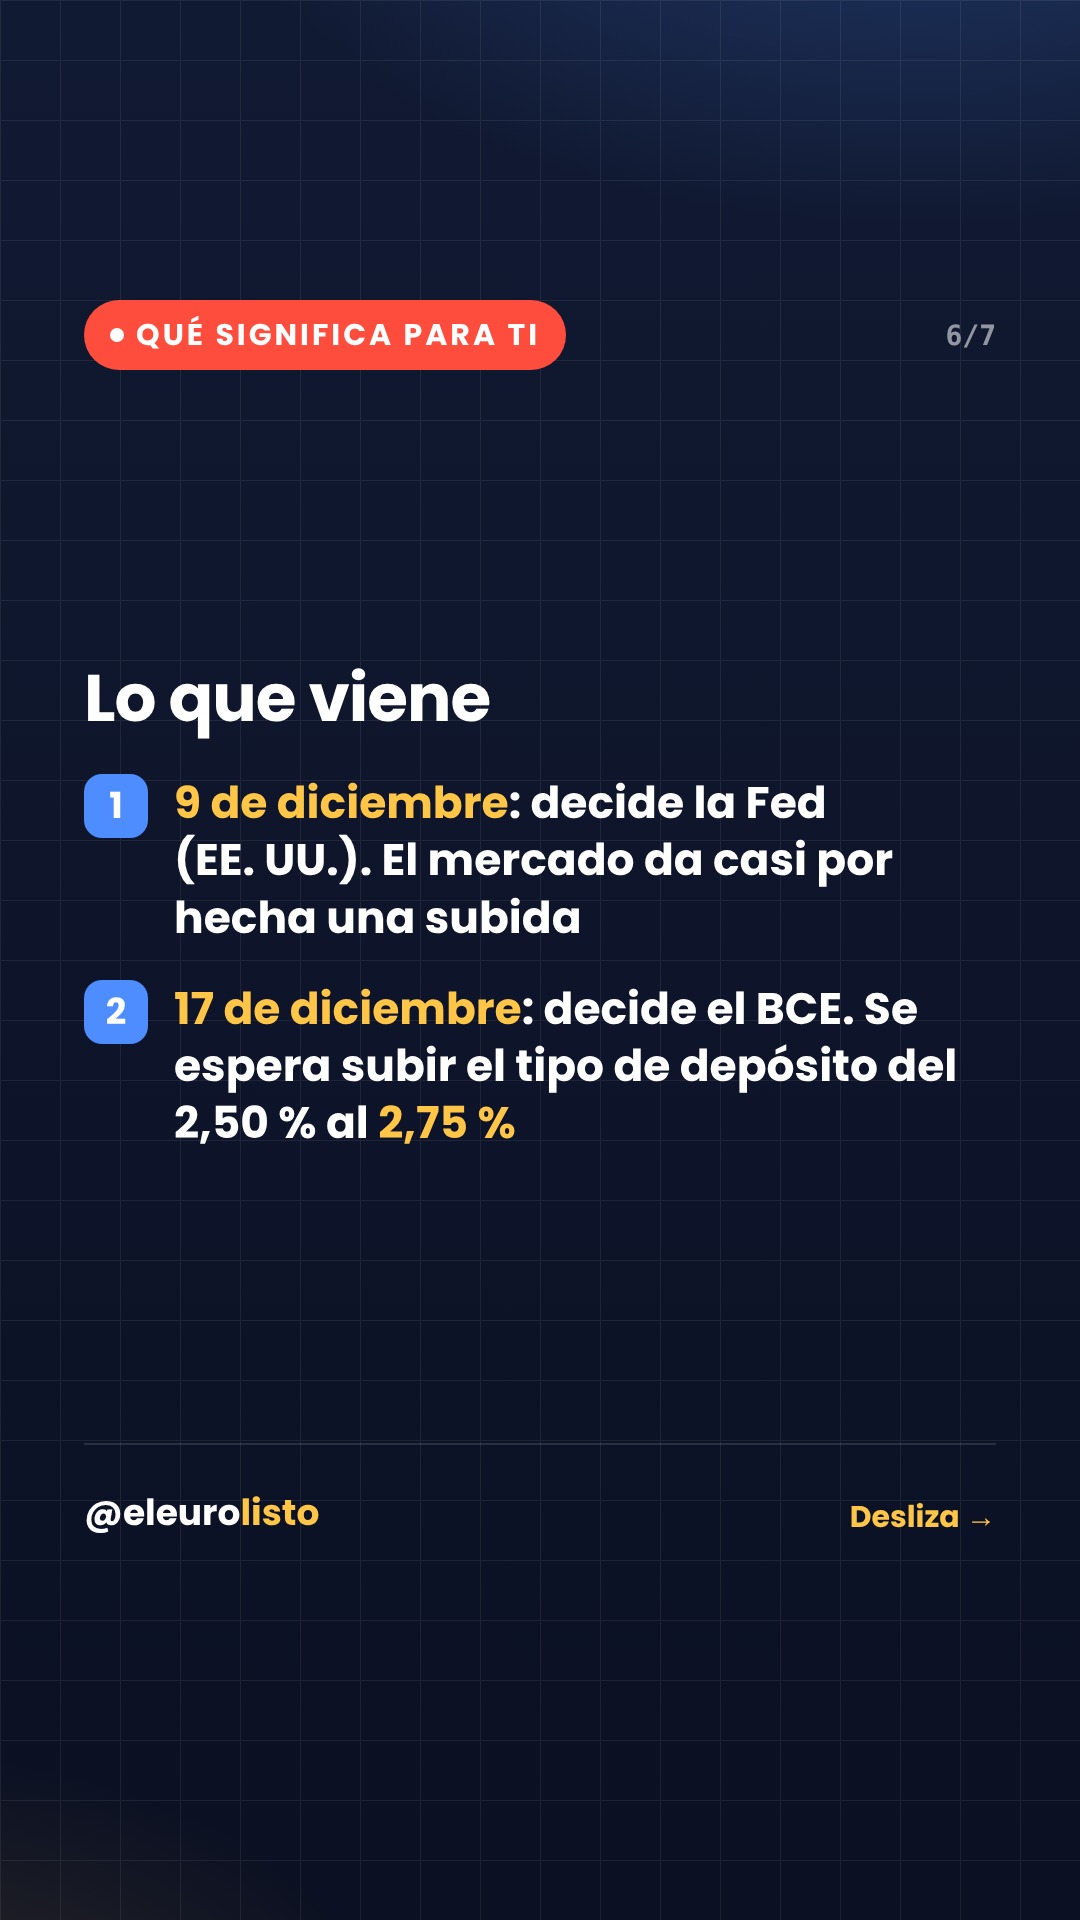 QUÉ SIGNIFICA PARA TI
6/7
Lo que viene
1
9 de diciembre: decide la Fed
(EE. UU.). El mercado da casi por
hecha una subida
2
17 de diciembre: decide el BCE. Se
espera subir el tipo de depósito del
2,50 % al 2,75 %
@eleurolisto
Desliza →